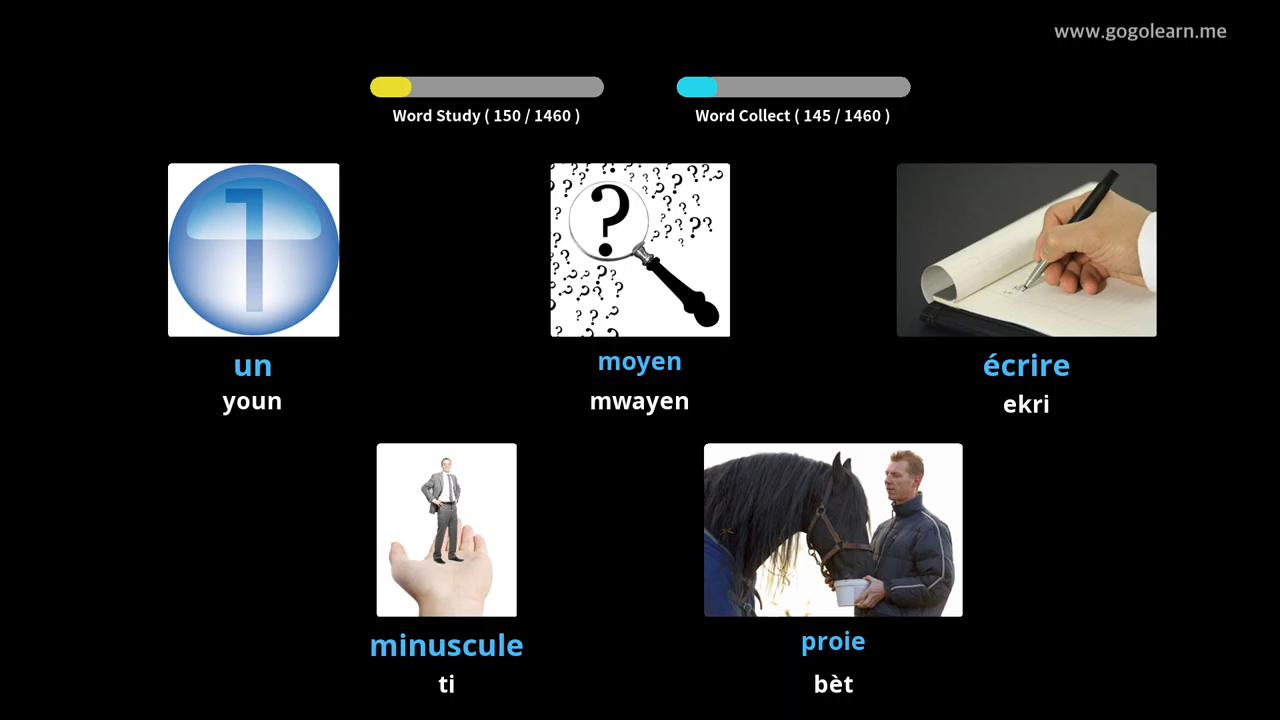 www.gogolearn.me
Word Study ( 150 / 1460 )
Word Collect ( 145 / 1460 )
1
un
youn
moyen
mwayen
écrire
ekri
minuscule
ti
proie
bèt